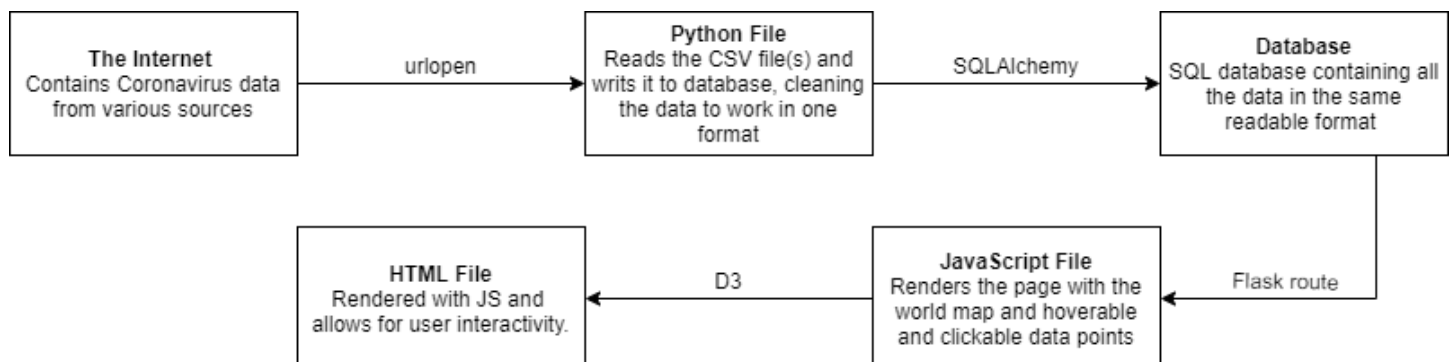 The Internet
Contains Coronavirus data
from various sources
urlopen
Python File
Reads the CSV file(s) and
writs it to database, cleaning
the data to work in one
format
SQLAlchemy
Database
SQL database containing all
the data in the same
readable format
Flask route
JavaScript File
Renders the page with the
world map and hoverable
and clickable data points
D3
HTML File
Rendered with JS and
allows for user interactivity.